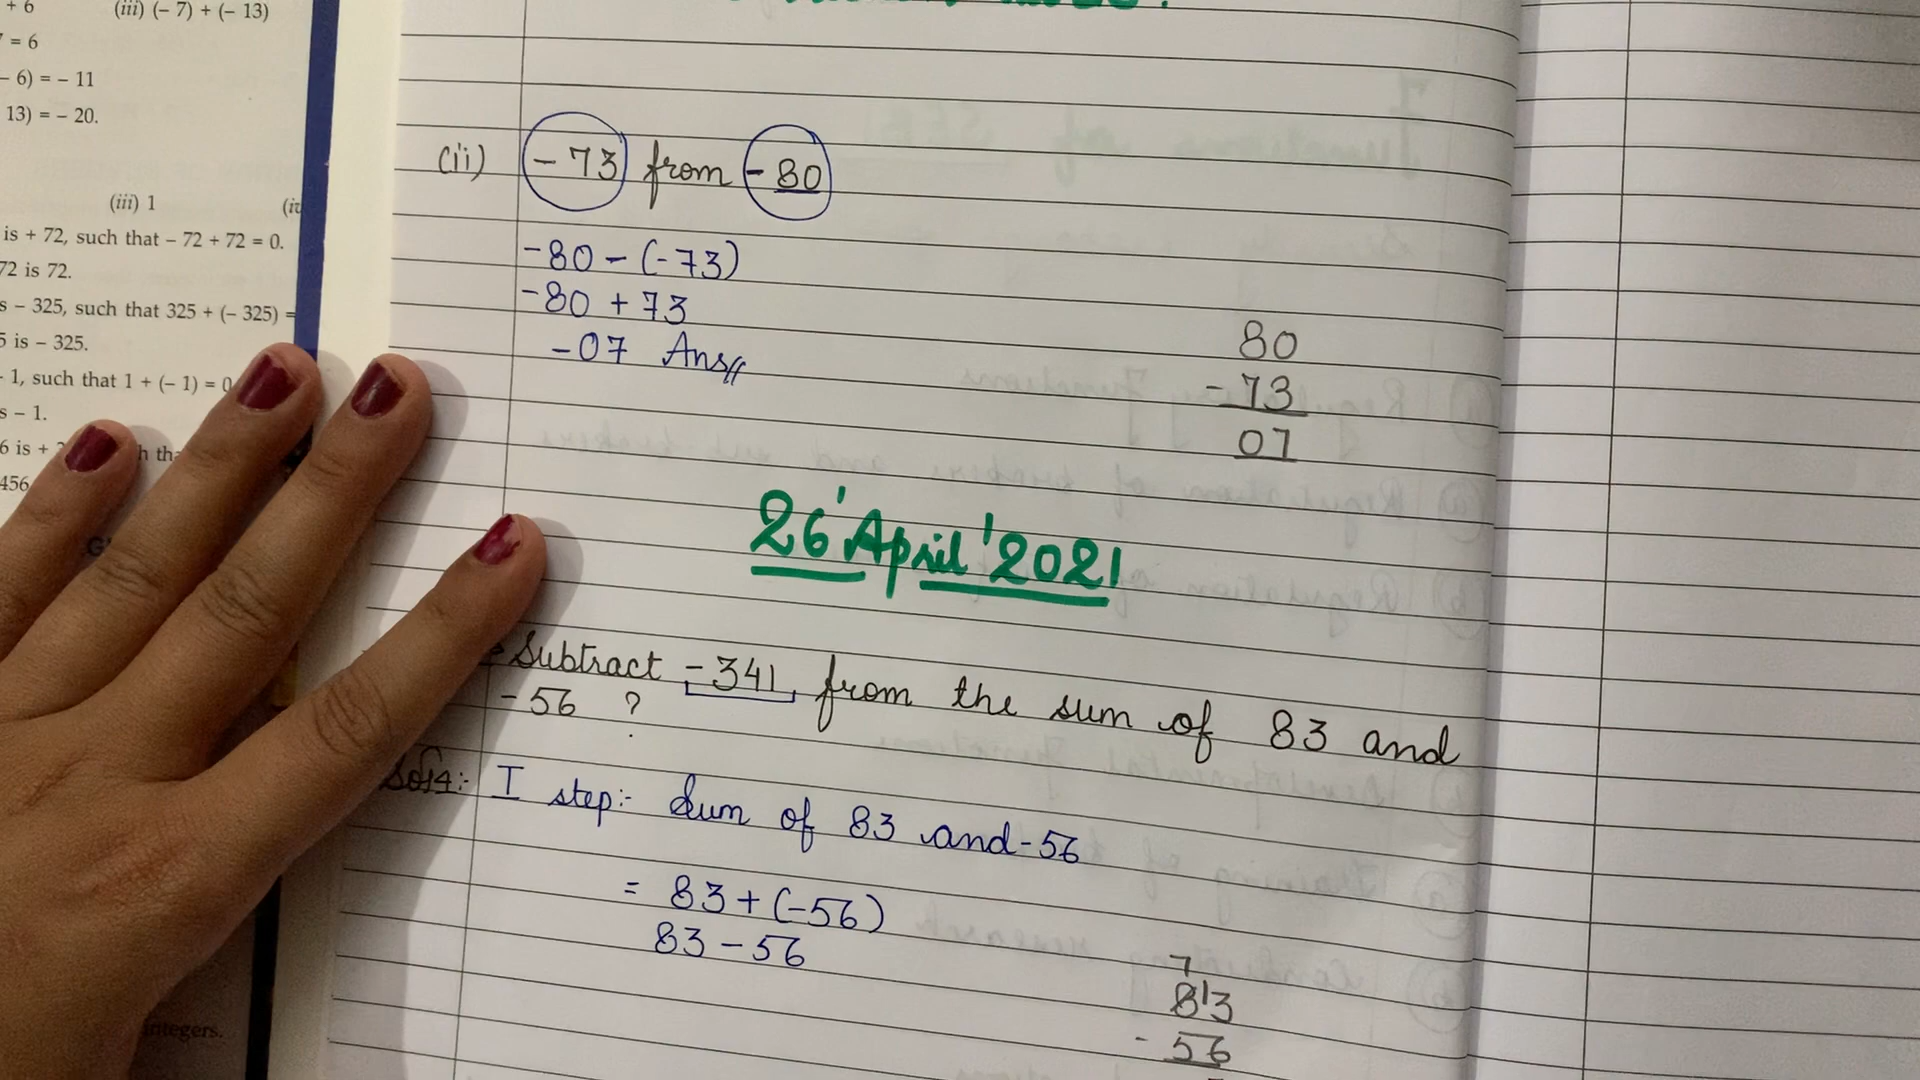 + 6 (iii) (– 7) + (– 13)
= 6
– 6) = – 11
13) = – 20.
(iii) 1
is + 72, such that – 72 + 72 = 0.
72 is 72.
s – 325, such that 325 + (– 325) =
5 is – 325.
1, such that 1 + (– 1) = 0
s – 1.
6 is +
456
integers.
(ii) -73 from -80
-80-(-73)
-80 + 73
-07 Ans
80
-73
07
26'April'2021
Subtract -341 from the sum of 83 and
-56 ?
I step:- Sum of 83 and -56
= 83+(-56)
83-56
7
813
- 56